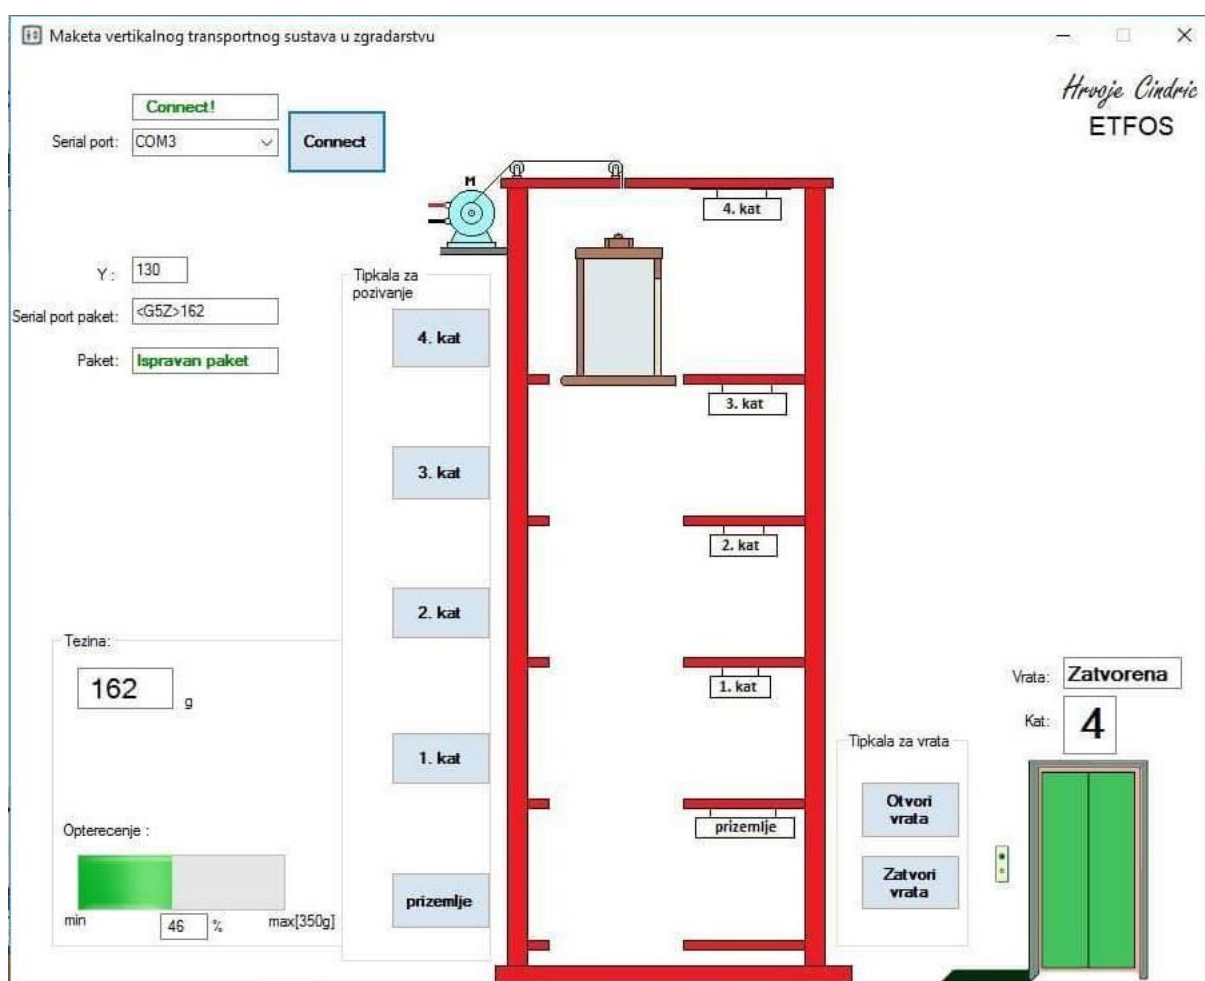 Maketa vertikalnog transportnog sustava u zgradarstvu
Hrvoje Cindric
ETFOS
Connect!
Serial port:
COM3
Connect
M
4. kat
Y :
130
Serial port paket:
<G5Z>162
Paket:
Ispravan paket
Tipkala za
pozivanje
4. kat
3. kat
2. kat
1. kat
prizemlje
3. kat
2. kat
1. kat
prizemlje
Tezina:
162
g
Opterecenje :
min
46
%
max[350g]
Tipkala za vrata
Otvori
vrata
Zatvori
vrata
Vrata:
Zatvorena
Kat:
4